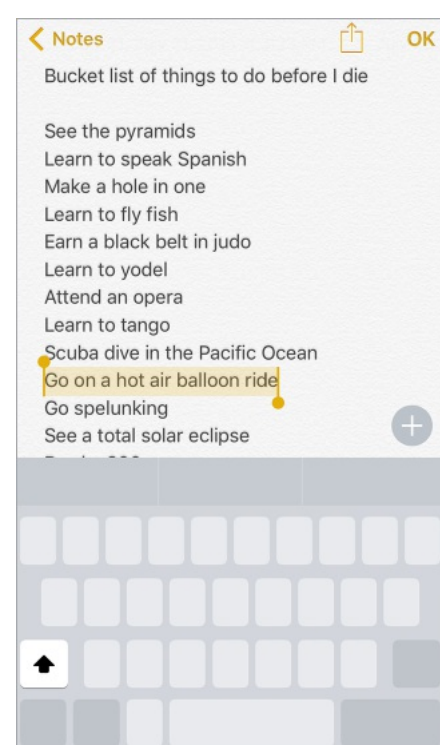 Notes
OK
Bucket list of things to do before I die
See the pyramids
Learn to speak Spanish
Make a hole in one
Learn to fly fish
Earn a black belt in judo
Learn to yodel
Attend an opera
Learn to tango
Scuba dive in the Pacific Ocean
Go on a hot air balloon ride
Go spelunking
See a total solar eclipse